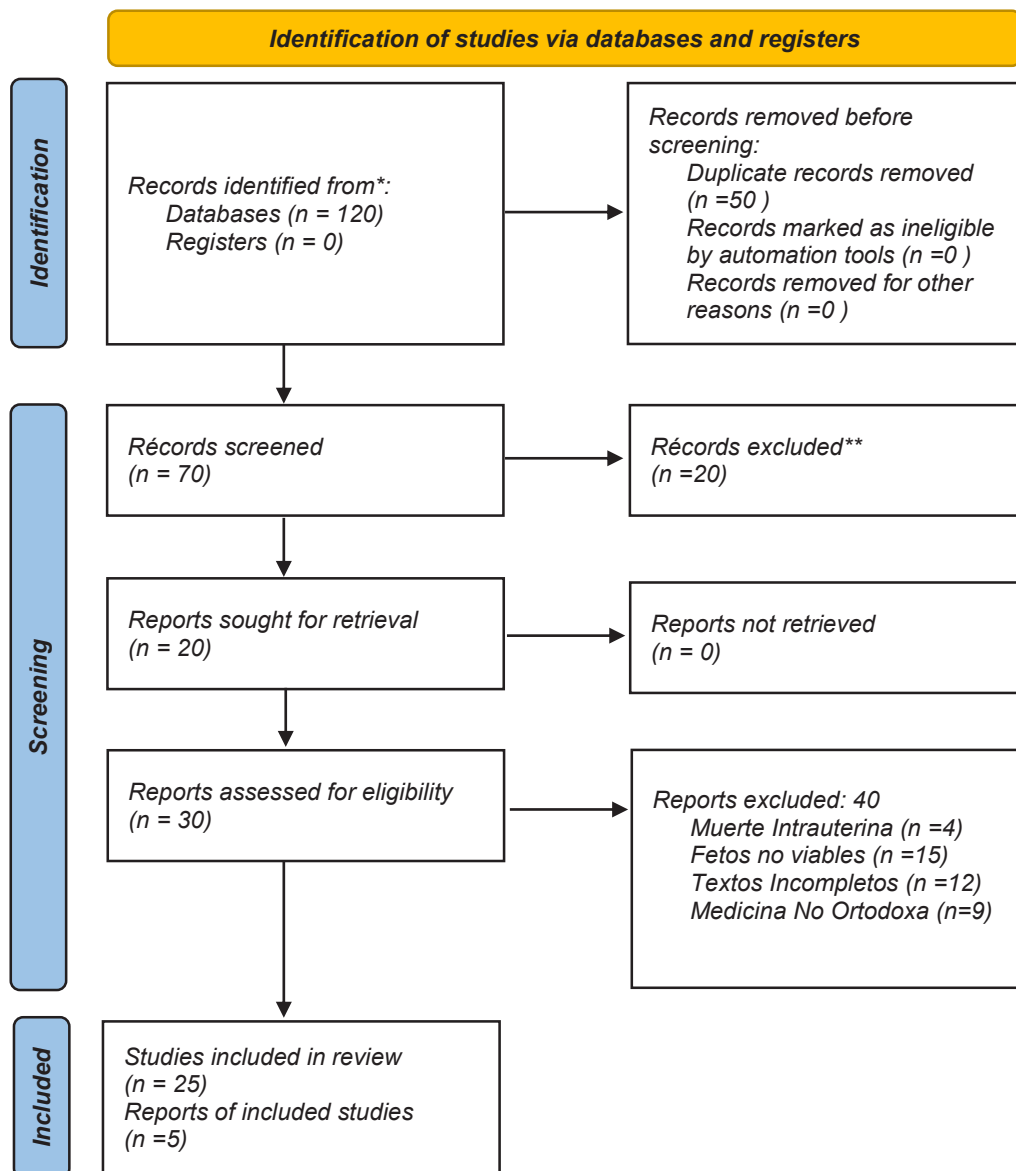 Identification of studies via databases and registers
Identification
Records identified from*:
Databases (n = 120)
Registers (n = 0)
Records removed before
screening:
Duplicate records removed
(n =50 )
Records marked as ineligible
by automation tools (n =0 )
Records removed for other
reasons (n =0 )
Screening
Récords screened
(n = 70)
Récords excluded**
(n =20)
Reports sought for retrieval
(n = 20)
Reports not retrieved
(n = 0)
Reports assessed for eligibility
(n = 30)
Reports excluded: 40
Muerte Intrauterina (n =4)
Fetos no viables (n =15)
Textos Incompletos (n =12)
Medicina No Ortodoxa (n=9)
Included
Studies included in review
(n = 25)
Reports of included studies
(n =5)